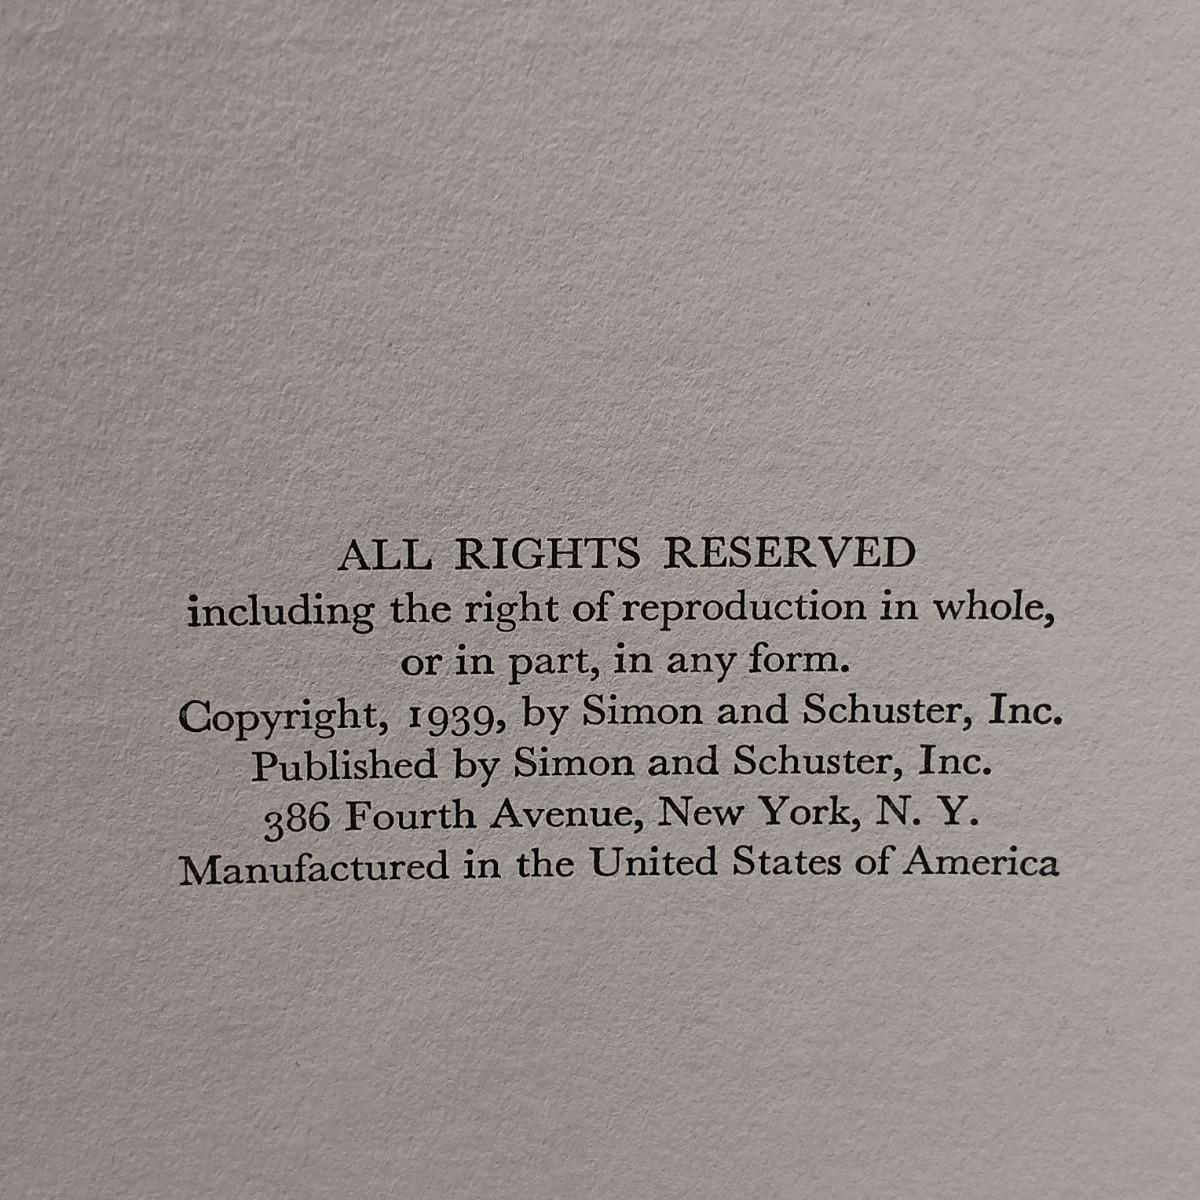 ALL RIGHTS RESERVED
including the right of reproduction in whole,
or in part, in any form.
Copyright, 1939, by Simon and Schuster, Inc.
Published by Simon and Schuster, Inc.
386 Fourth Avenue, New York, N. Y.
Manufactured in the United States of America